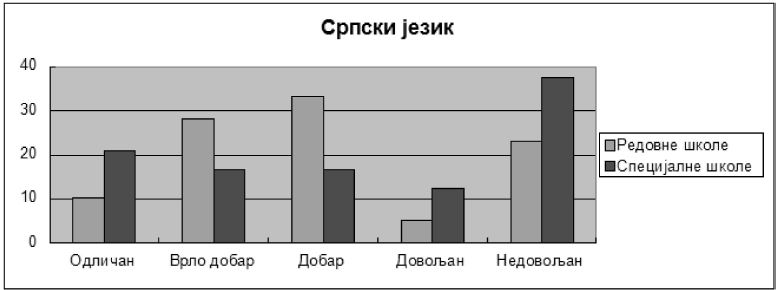 Српски језик
40
30
20
10
0
Одличан Врло добар Добар Довољан Недовољан
Редовне школе
Специјалне школе